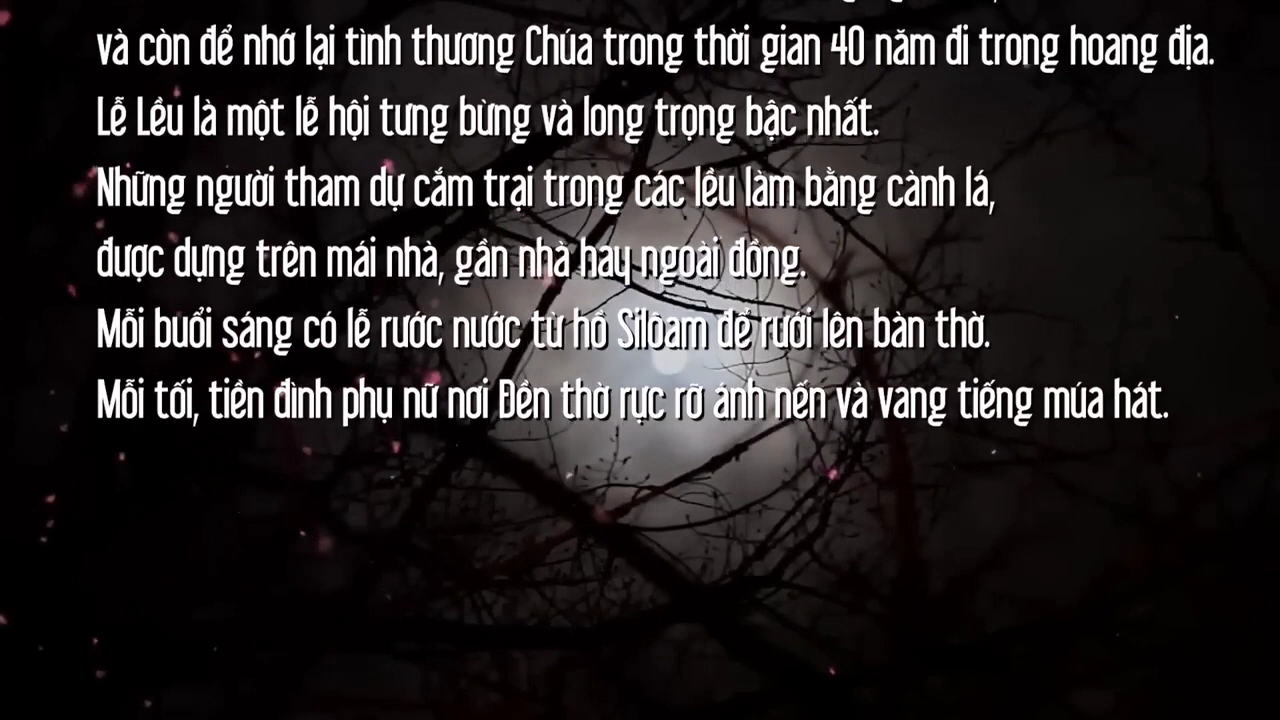 và còn để nhớ lại tình thương Chúa trong thời gian 40 năm đi trong hoang địa.
Lễ Lều là một lễ hội tưng bừng và long trọng bậc nhất.
Những người tham dự cắm trại trong các lều làm bằng cành lá,
được dựng trên mái nhà, gần nhà hay ngoài đồng.
Mỗi buổi sáng có lễ rước nước từ hồ Silôam để rưới lên bàn thờ.
Mỗi tối, tiền đình phụ nữ nơi Đền thờ rực rỡ ánh nến và vang tiếng múa hát.